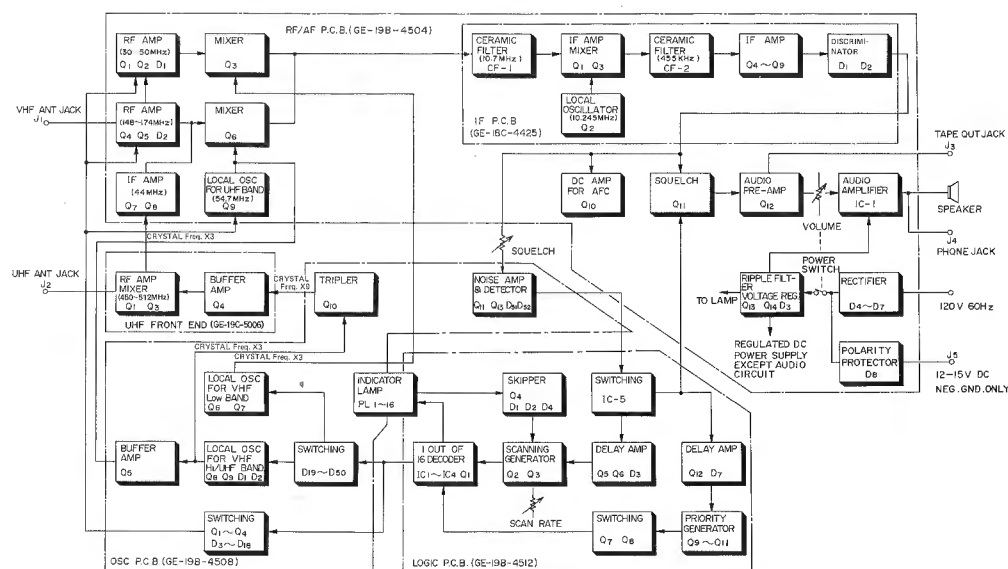 RF/AF P.C.B.(GE-19B-4504)
RF AMP
(30~50MHz)
Q1 Q2 D1
MIXER
Q3
CERAMIC
FILTER
(10.7MHz)
CF-1
IF AMP
MIXER
Q1 Q3
CERAMIC
FILTER
(455KHz)
CF-2
IF AMP
Q4~Q9
DISCRIMI-
NATOR
D1 D2
VHF ANT JACK
J1
RF AMP
(148~174MHz)
Q4 Q5 D2
MIXER
Q6
LOCAL
OSCILLATOR
(10.245MHz)
Q2
IF P.C.B
(GE-18C-4425)
IF AMP
(44MHz)
Q7 Q8
LOCAL OSC
FOR UHF BAND
(54.7MHz)
Q9
DC AMP
FOR AFC
Q10
SQUELCH
Q11
AUDIO
PRE-AMP
Q12
AUDIO
AMPLIFIER
IC-1
TAPE OUT JACK
J3
SPEAKER
J4
PHONE JACK
VOLUME
CRYSTAL Freq. X3
SQUELCH
POWER
SWITCH
UHF ANT JACK
J2
RF AMP
MIXER
(450~512MHz)
Q1 Q3
BUFFER
AMP
Q4
CRYSTAL
Freq.
TRIPLER
Q10
UHF FRONT END (GE-19C-5006)
NOISE AMP
& DETECTOR
Q11 Q13 D51 D52
TO LAMP
RIPPLE FILT-
ER
VOLTAGE REG.
Q13 Q14 D3
RECTIFIER
D4~D7
120V 60Hz
REGULATED DC
POWER SUPPLY
EXCEPT AUDIO
CIRCUIT
POLARITY
PROTECTOR
D8
J5
12-15V DC
NEG.GND.ONLY
CRYSTAL Freq. X3
CRYSTAL Freq. X3
LOCAL OSC
FOR VHF
Low BAND
Q6 Q7
INDICATOR
LAMP
PL 1~16
SKIPPER
Q4
D1 D2 D4
SWITCHING
IC-5
BUFFER
AMP
Q5
LOCAL OSC
FOR VHF
Hi/UHF BAND
Q8 Q9 D1 D2
SWITCHING
D19~D50
1 OUT OF
16 DECODER
IC1~IC4 Q1
SCANNING
GENERATOR
Q2 Q3
DELAY AMP
Q5 Q6 D3
DELAY AMP
Q12 D7
SWITCHING
Q1~Q4
D3~D18
SCAN RATE
SWITCHING
Q7 Q8
PRIORITY
GENERATOR
Q9~Q11
OSC P.C.B (GE-19B-4508)
LOGIC P.C.B. (GE-19B-4512)